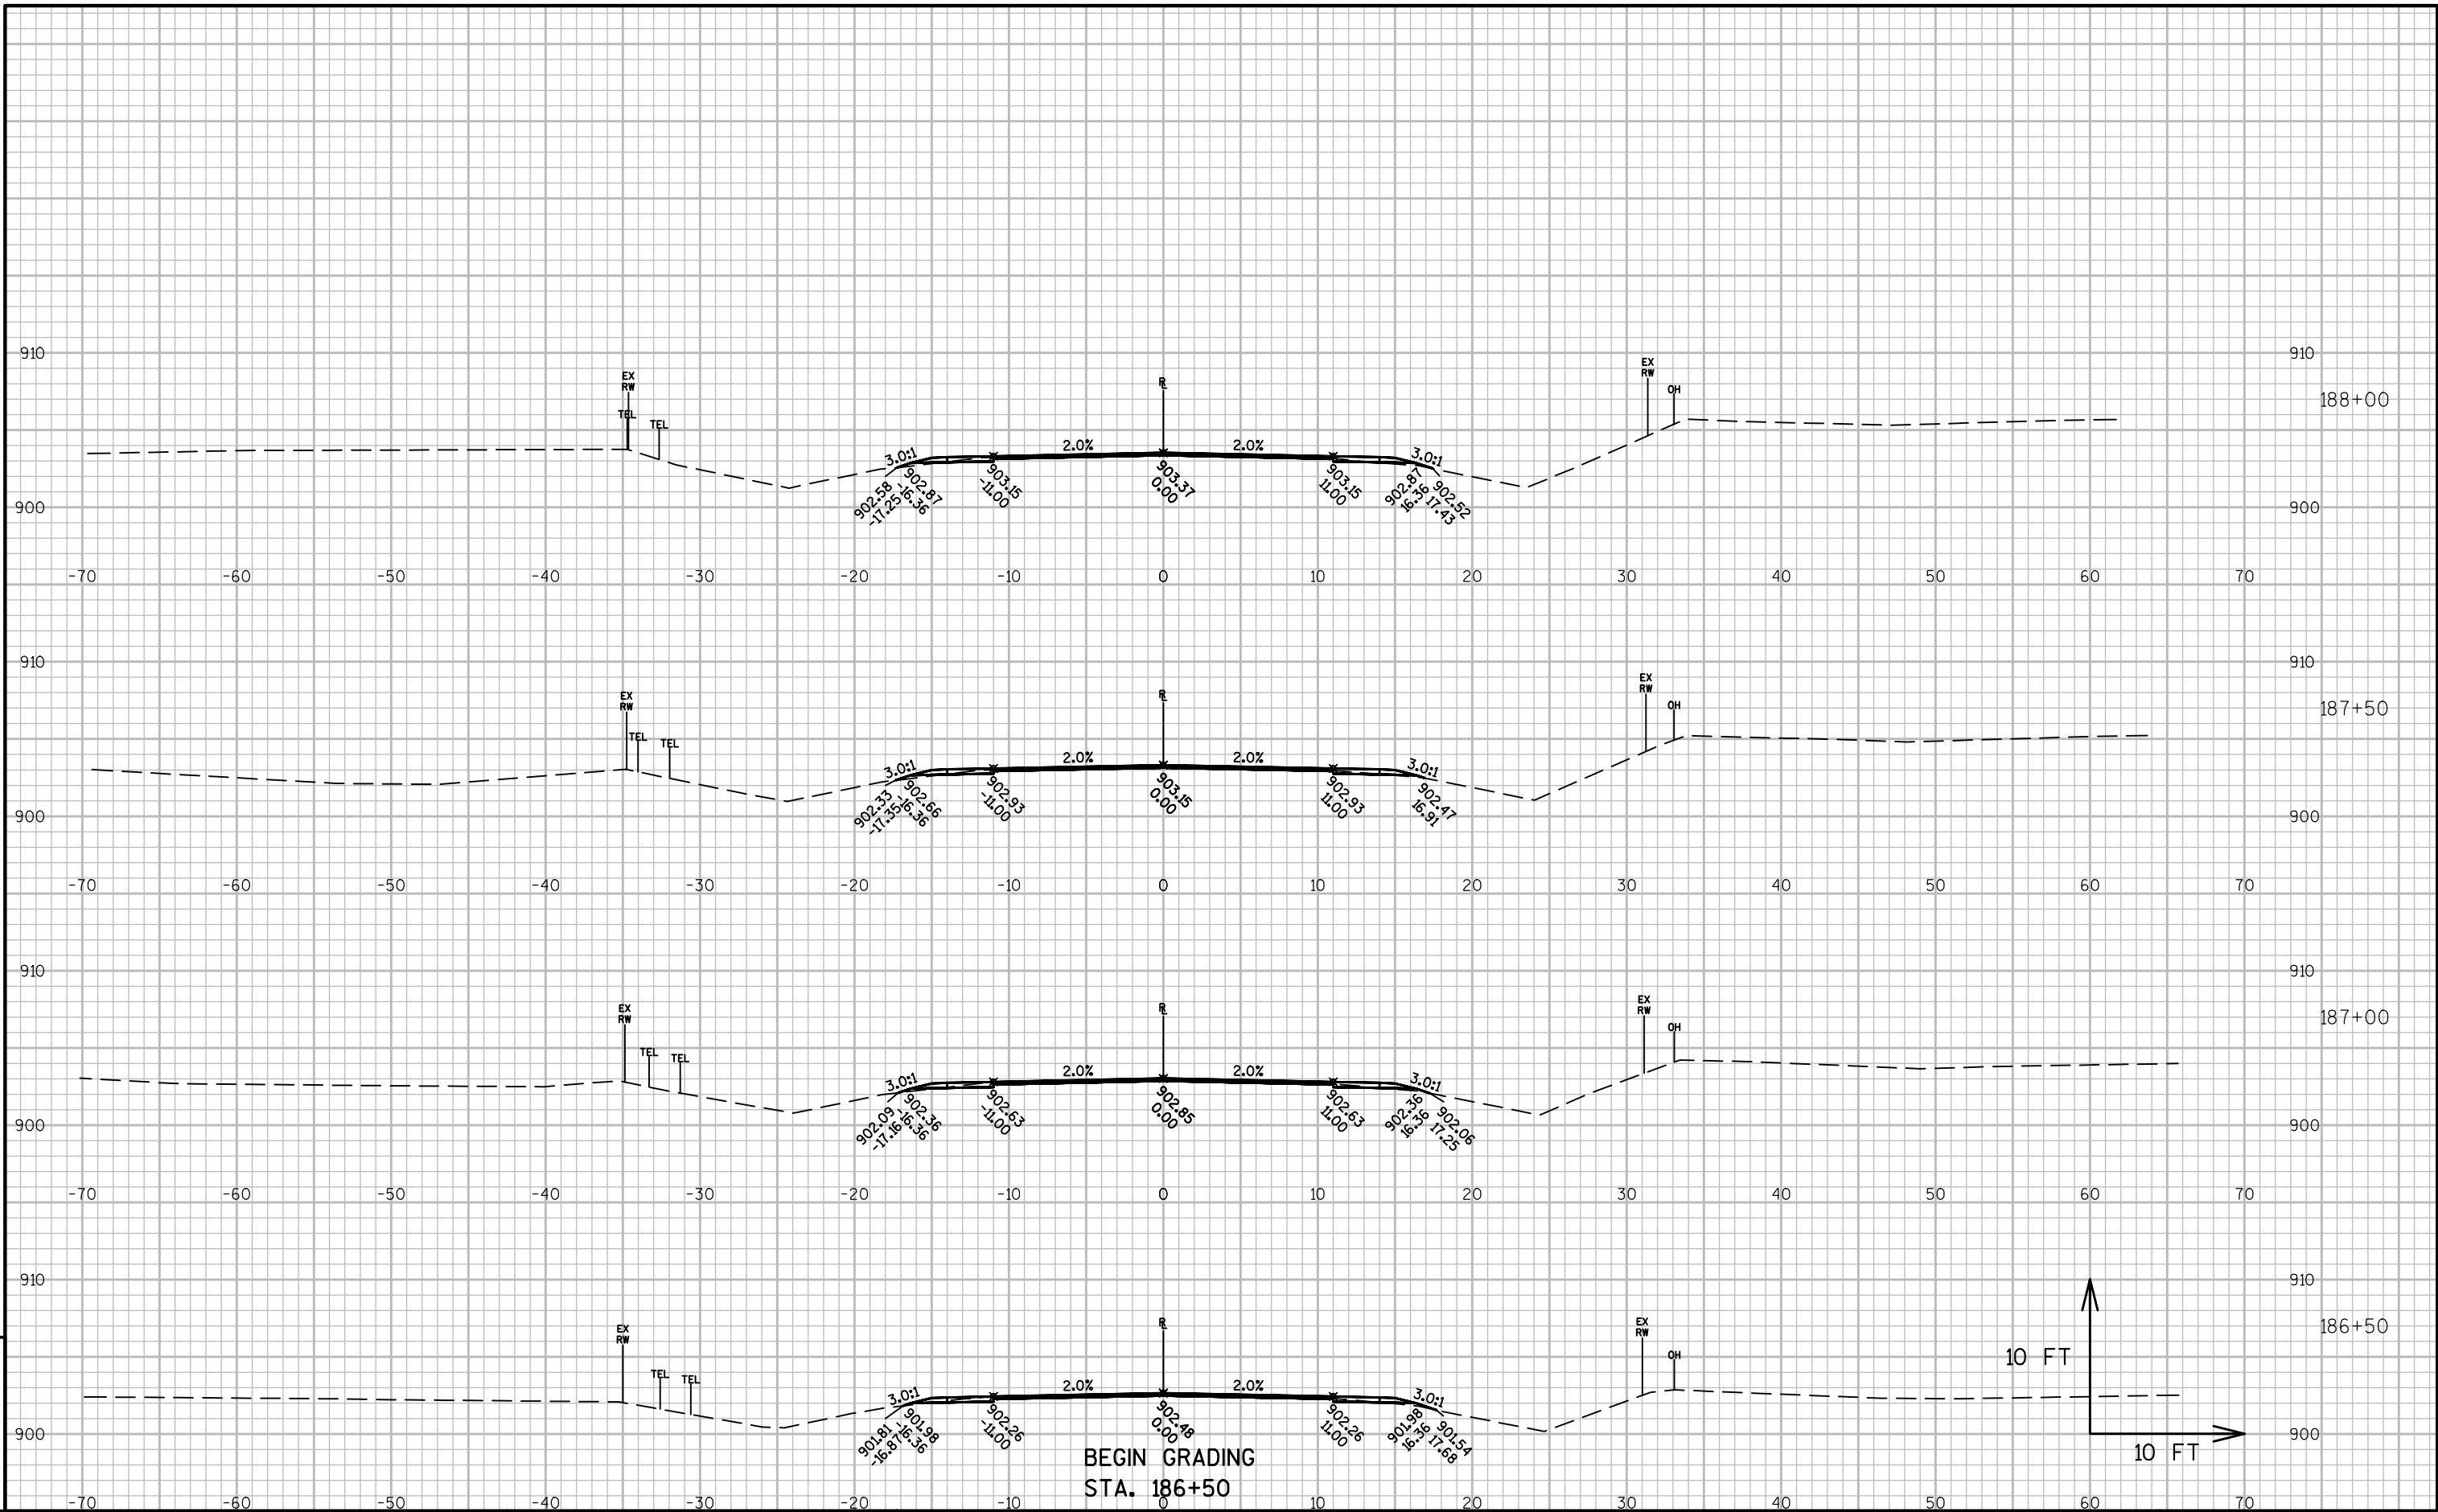 910 910
EX
RW
TEL
TEL
PL
EX
RW
OH
188+00
3.0:1 2.0% 2.0% 3.0:1
902.58
-17.25
902.87
-16.36
903.15
-11.00
903.37
0.00
903.15
11.00
902.87
16.36
902.52
17.43
900 900
-70 -60 -50 -40 -30 -20 -10 0 10 20 30 40 50 60 70
910 910
EX
RW
TEL
TEL
PL
EX
RW
OH
187+50
3.0:1 2.0% 2.0% 3.0:1
902.33
-17.35
902.66
-16.36
902.93
-11.00
903.15
0.00
902.93
11.00
902.47
16.91
900 900
-70 -60 -50 -40 -30 -20 -10 0 10 20 30 40 50 60 70
910 910
EX
RW
TEL
TEL
PL
EX
RW
OH
187+00
3.0:1 2.0% 2.0% 3.0:1
902.09
-17.16
902.36
-16.36
902.63
-11.00
902.85
0.00
902.63
11.00
902.36
16.36
902.06
17.25
900 900
-70 -60 -50 -40 -30 -20 -10 0 10 20 30 40 50 60 70
910 910
EX
RW
TEL
TEL
PL
EX
RW
OH
186+50
3.0:1 2.0% 2.0% 3.0:1
901.81
-16.87
901.98
-16.36
902.26
-11.00
902.48
0.00
902.26
11.00
901.98
16.36
901.54
17.68
10 FT
10 FT
900 900
BEGIN GRADING
STA. 186+50
-70 -60 -50 -40 -30 -20 -10 0 10 20 30 40 50 60 70